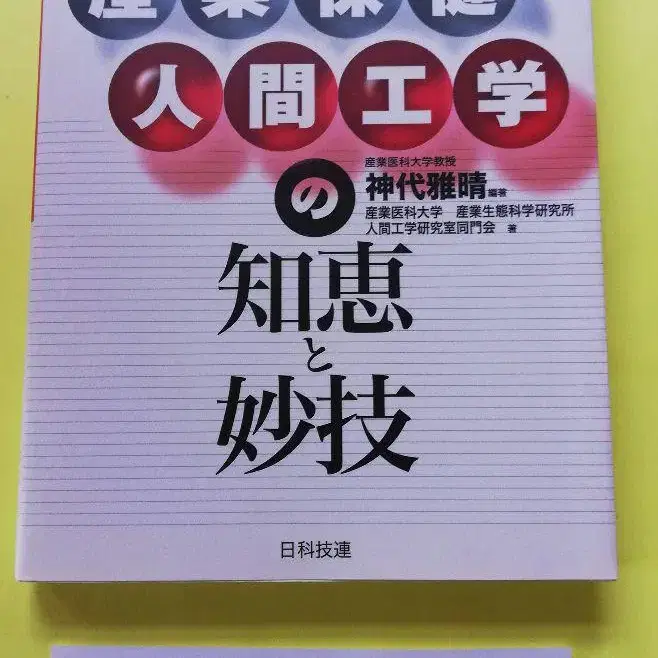 産業保健
人間工学
の
産業医科大学教授
神代雅晴 編著
産業医科大学 産業生態科学研究所
人間工学研究室同門会 著
知恵
と
妙技
日科技連